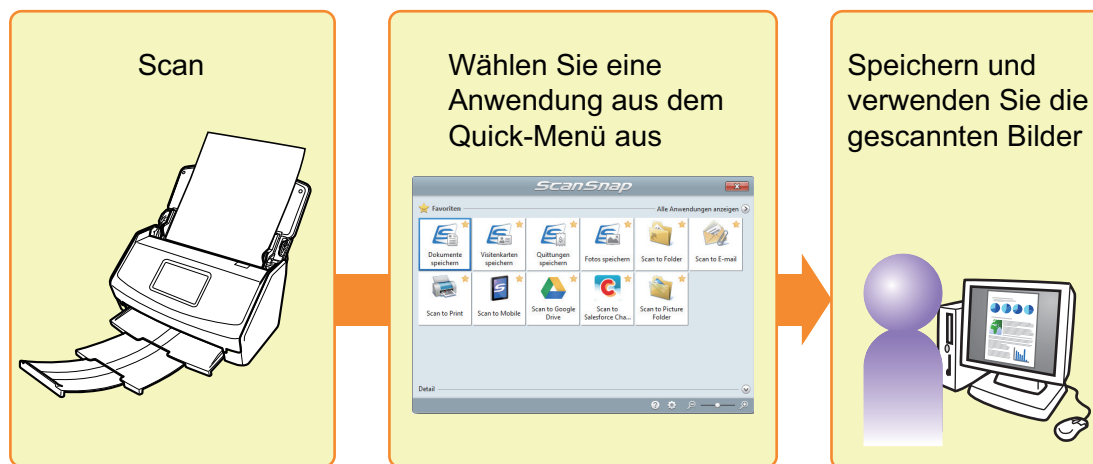 Scan
Wählen Sie eine
Anwendung aus dem
Quick-Menü aus
ScanSnap
Favoriten
Alle Anwendungen anzeigen
Dokumente
speichern
Visitenkarten
speichern
Quittungen
speichern
Fotos speichern
Scan to Folder
Scan to E-mail
Scan to Print
Scan to Mobile
Scan to Google
Drive
Scan to
Salesforce Cha...
Scan to Picture
Folder
Detail
Speichern und
verwenden Sie die
gescannten Bilder